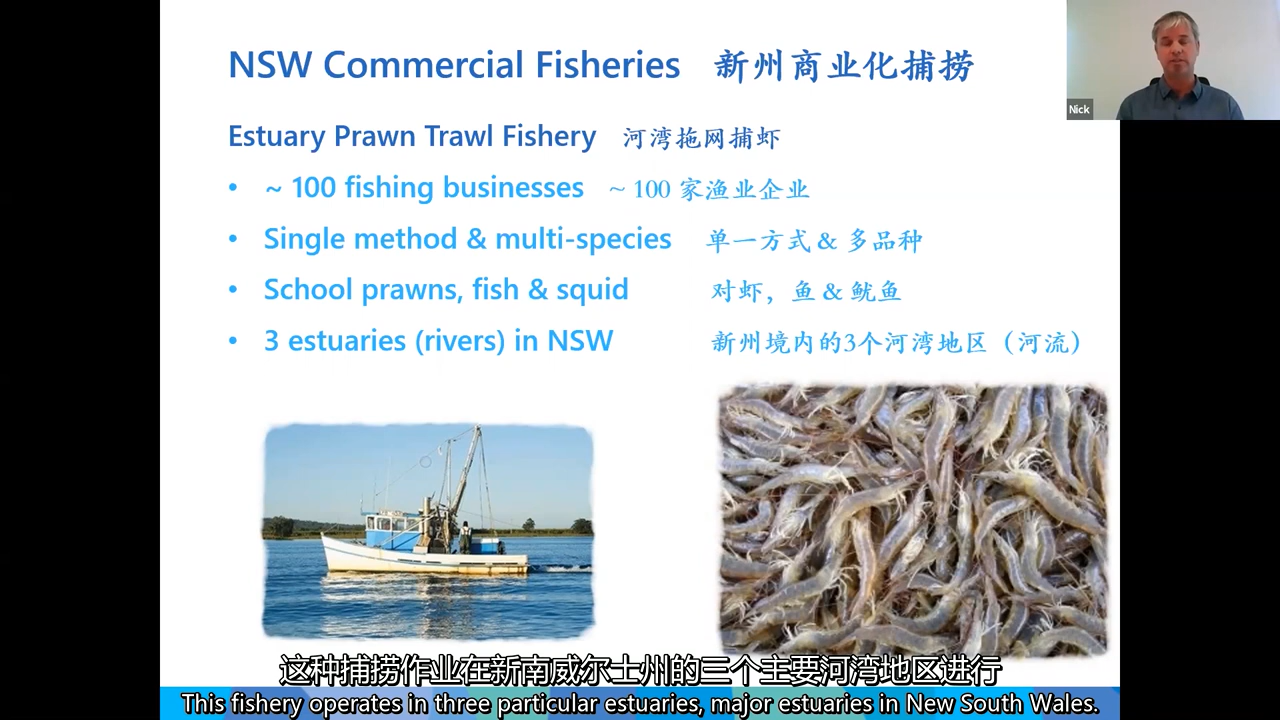 NSW Commercial Fisheries 新州商业化捕捞
Nick
Estuary Prawn Trawl Fishery 河湾拖网捕虾
• ~ 100 fishing businesses ~ 100 家渔业企业
• Single method & multi-species 单一方式 & 多品种
• School prawns, fish & squid 对虾，鱼 & 鱿鱼
• 3 estuaries (rivers) in NSW 新州境内的3个河湾地区（河流）
这种捕捞作业在新南威尔士州的三个主要河湾地区进行
This fishery operates in three particular estuaries, major estuaries in New South Wales.